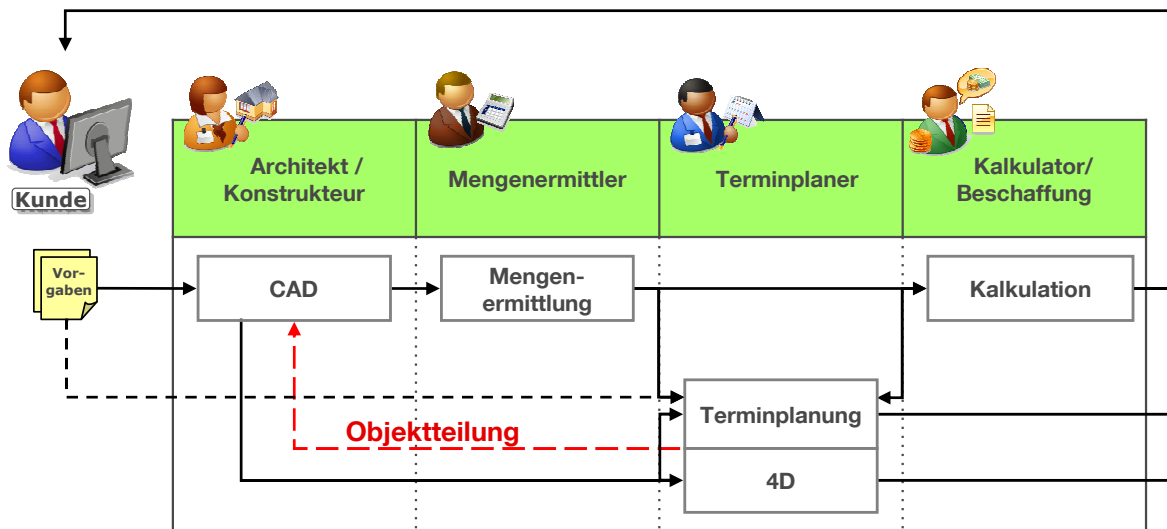 Kunde
Architekt /
Konstrukteur
Mengenermittler
Terminplaner
Kalkulator/
Beschaffung
Vor-
gaben
CAD
Mengen-
ermittlung
Kalkulation
Objektteilung
Terminplanung
4D